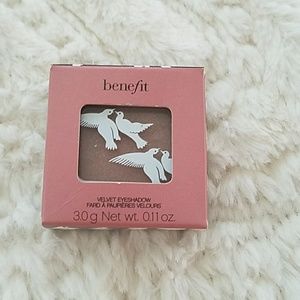 benefit
VELVET EYESHADOW
FARD À PAUPIÈRES VELOURS
3.0 g Net wt. 0.11 oz.